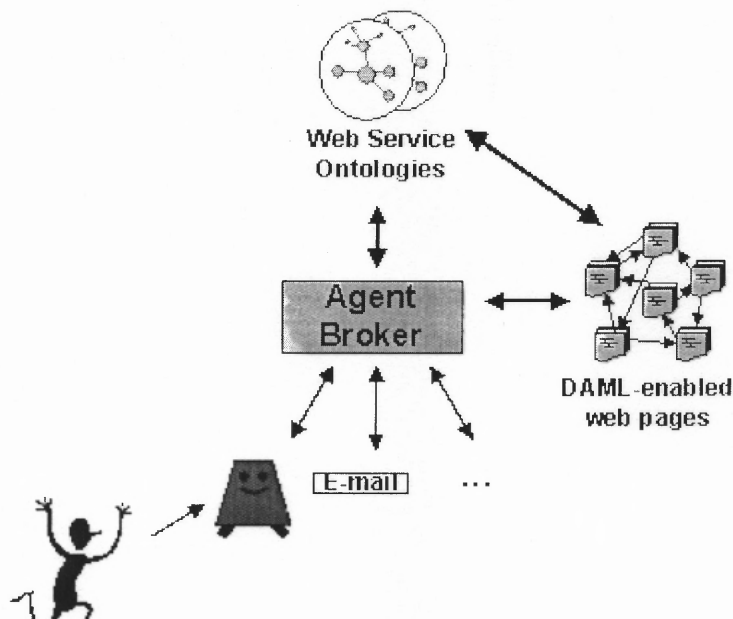 Web Service
Ontologies
Agent
Broker
DAML-enabled
web pages
E-mail
...